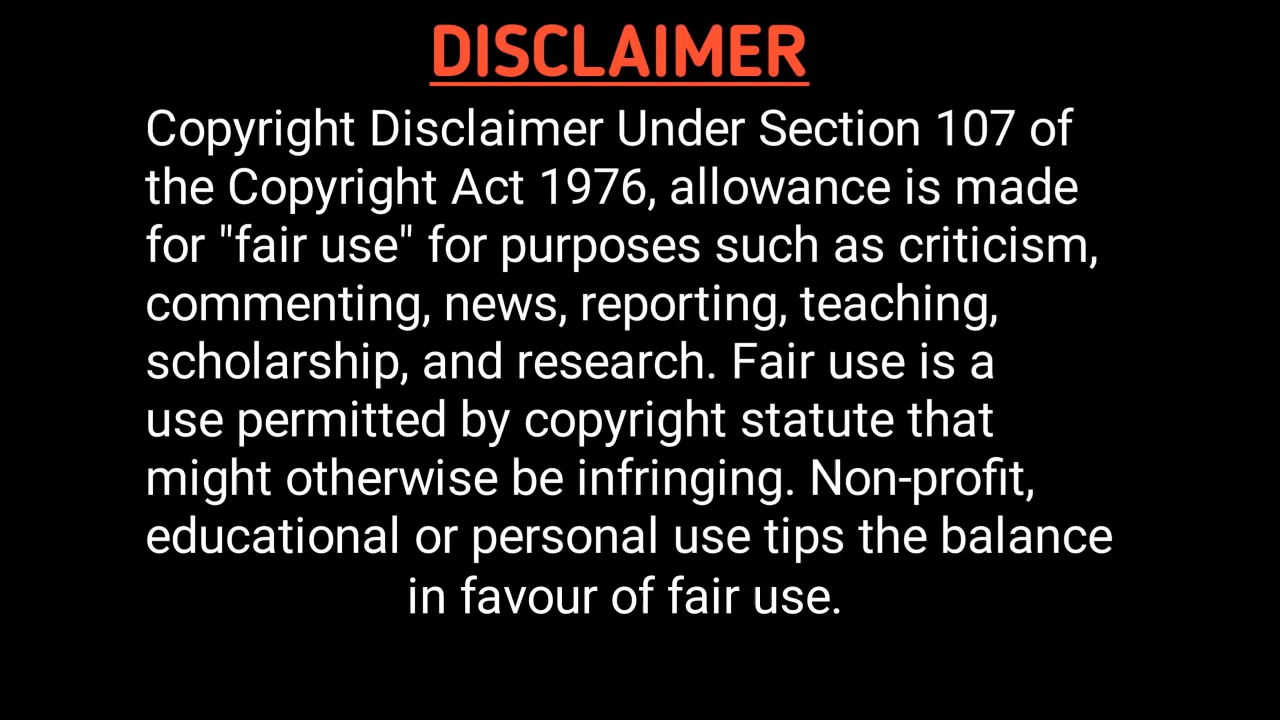 DISCLAIMER
Copyright Disclaimer Under Section 107 of
the Copyright Act 1976, allowance is made
for "fair use" for purposes such as criticism,
commenting, news, reporting, teaching,
scholarship, and research. Fair use is a
use permitted by copyright statute that
might otherwise be infringing. Non-profit,
educational or personal use tips the balance
in favour of fair use.